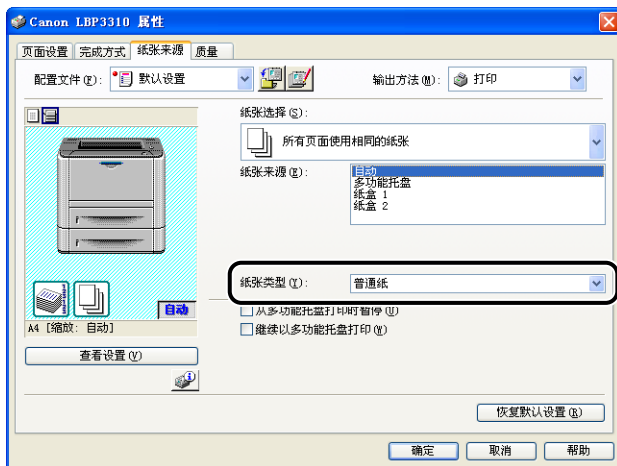 Canon LBP3310 属性
页面设置 完成方式 纸张来源 质量
配置文件(F): 默认设置 输出方法(M): 打印
纸张选择(S):
所有页面使用相同的纸张
纸张来源(P):
自动
多功能托盘
纸盒 1
纸盒 2
纸张类型(Y): 普通纸
自动
从多功能托盘打印时暂停(U)
A4 [缩放: 自动]
继续以多功能托盘打印(W)
查看设置(V)
恢复默认设置(R)
确定 取消 帮助